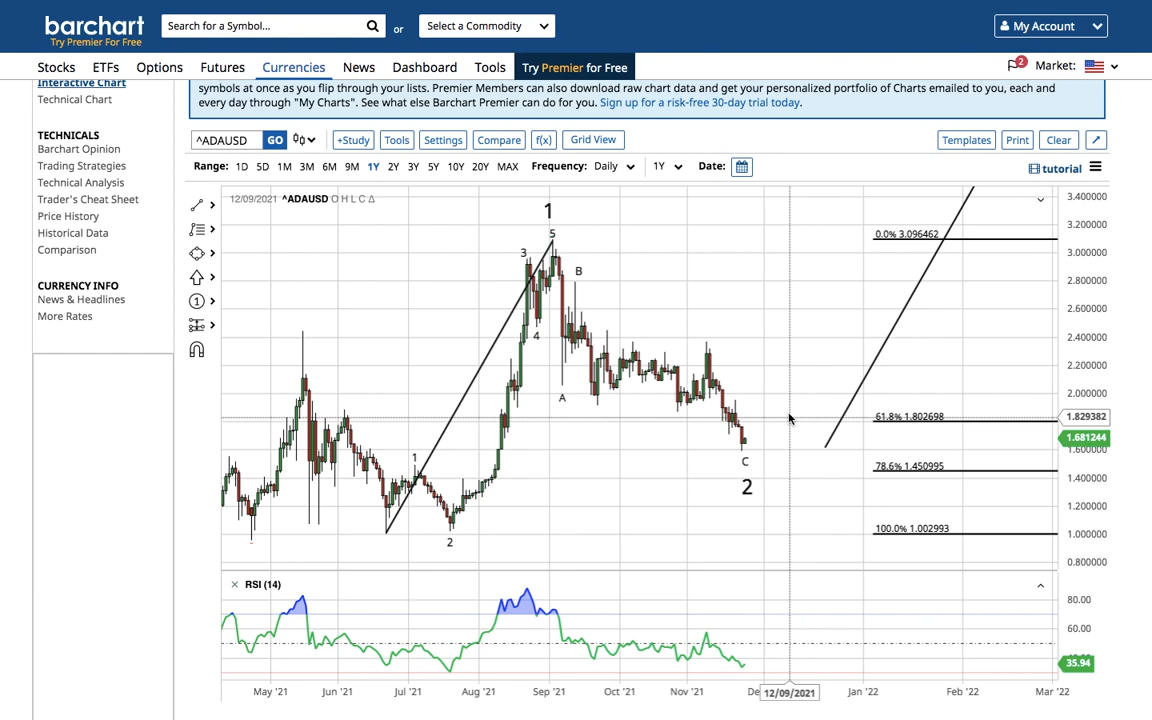 barchart
Try Premier For Free
Search for a Symbol...
or
Select a Commodity
My Account
Stocks ETFs Options Futures Currencies News Dashboard Tools Try Premier for Free
2 Market:
Interactive Chart
Technical Chart
TECHNICALS
Barchart Opinion
Trading Strategies
Technical Analysis
Trader's Cheat Sheet
Price History
Historical Data
Comparison
CURRENCY INFO
News & Headlines
More Rates
symbols at once as you flip through your lists. Premier Members can also download raw chart data and get your personalized portfolio of Charts emailed to you, each and
every day through "My Charts". See what else Barchart Premier can do for you. Sign up for a risk-free 30-day trial today.
^ADAUSD GO +Study Tools Settings Compare f(x) Grid View Templates Print Clear
Range: 1D 5D 1M 3M 6M 9M 1Y 2Y 3Y 5Y 10Y 20Y MAX Frequency: Daily 1Y Date:
tutorial
12/09/2021 ^ADAUSD O H L C Δ
1
5
3
B
4
A
1
2
C
2
0.0% 3.096462
61.8% 1.802698
78.6% 1.450995
100.0% 1.002993
3.400000
3.200000
3.000000
2.800000
2.600000
2.400000
2.200000
2.000000
1.829382
1.681244
1.600000
1.400000
1.200000
1.000000
0.800000
1
RSI (14)
80.00
60.00
35.94
May '21 Jun '21 Jul '21 Aug '21 Sep '21 Oct '21 Nov '21 De 12/09/2021 Jan '22 Feb '22 Mar '22